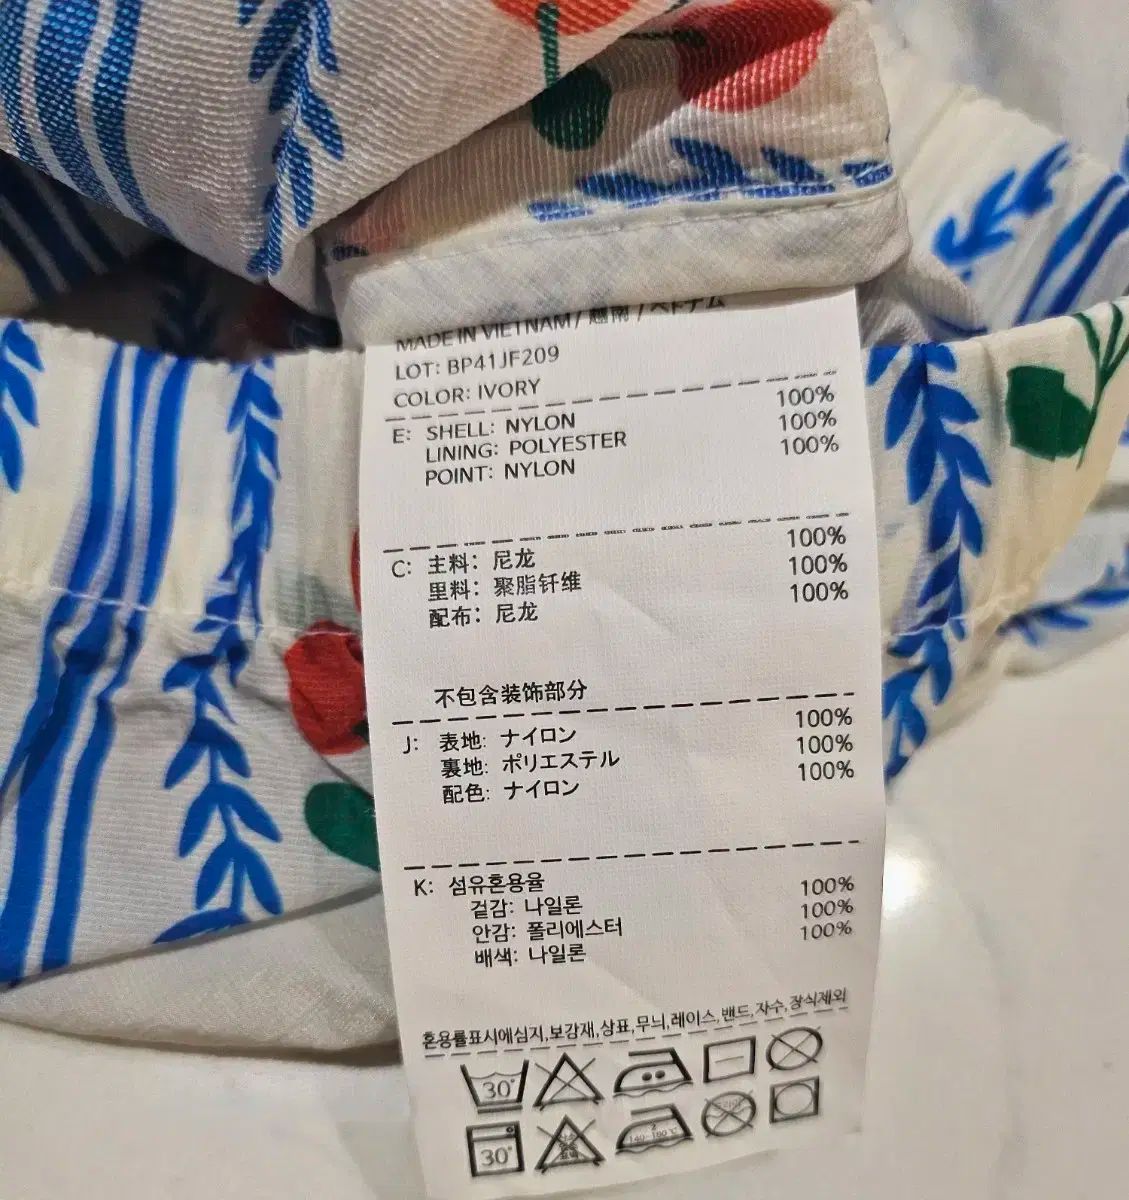 MADE IN VIETNAM / 越南 / ベトナム
LOT: BP41JF209
COLOR: IVORY
E: SHELL: NYLON 100%
LINING: POLYESTER 100%
POINT: NYLON 100%
C: 主料: 尼龙 100%
里料: 聚脂钎维 100%
配布: 尼龙 100%
不包含装饰部分
J: 表地: ナイロン 100%
裏地: ポリエステル 100%
配色: ナイロン 100%
K: 섬유혼용율
겉감: 나일론 100%
안감: 폴리에스터 100%
배색: 나일론 100%
혼용률표시에심지,보강재,상표,무늬,레이스,밴드,자수,장식제외
30°
30°
2
140~160℃